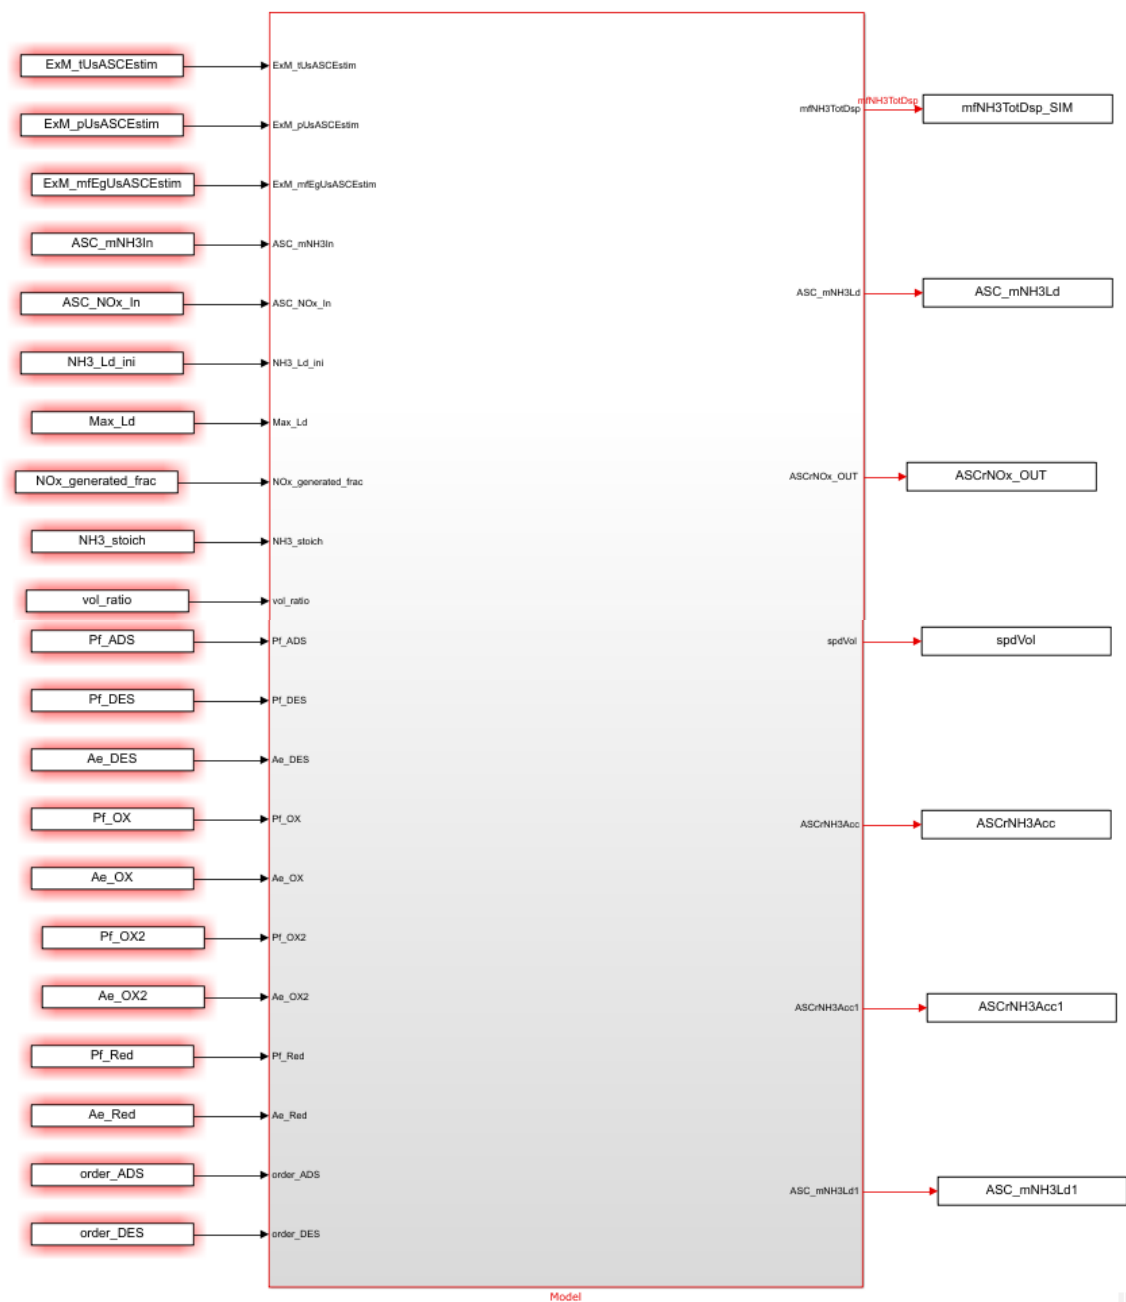 ExM_tUsASCEstim
ExM_tUsASCEstim
ExM_pUsASCEstim
ExM_pUsASCEstim
ExM_mfEgUsASCEstim
ExM_mfEgUsASCEstim
ASC_mNH3In
ASC_mNH3In
ASC_NOx_In
ASC_NOx_In
NH3_Ld_ini
NH3_Ld_ini
Max_Ld
Max_Ld
NOx_generated_frac
NOx_generated_frac
NH3_stoich
NH3_stoich
vol_ratio
vol_ratio
Pf_ADS
Pf_ADS
Pf_DES
Pf_DES
Ae_DES
Ae_DES
Pf_OX
Pf_OX
Ae_OX
Ae_OX
Pf_OX2
Pf_OX2
Ae_OX2
Ae_OX2
Pf_Red
Pf_Red
Ae_Red
Ae_Red
order_ADS
order_ADS
order_DES
order_DES
mfNH3TotDsp
mfNH3TotDsp
mfNH3TotDsp_SIM
ASC_mNH3Ld
ASC_mNH3Ld
ASCrNOx_OUT
ASCrNOx_OUT
spdVol
spdVol
ASCrNH3Acc
ASCrNH3Acc
ASCrNH3Acc1
ASCrNH3Acc1
ASC_mNH3Ld1
ASC_mNH3Ld1
Model